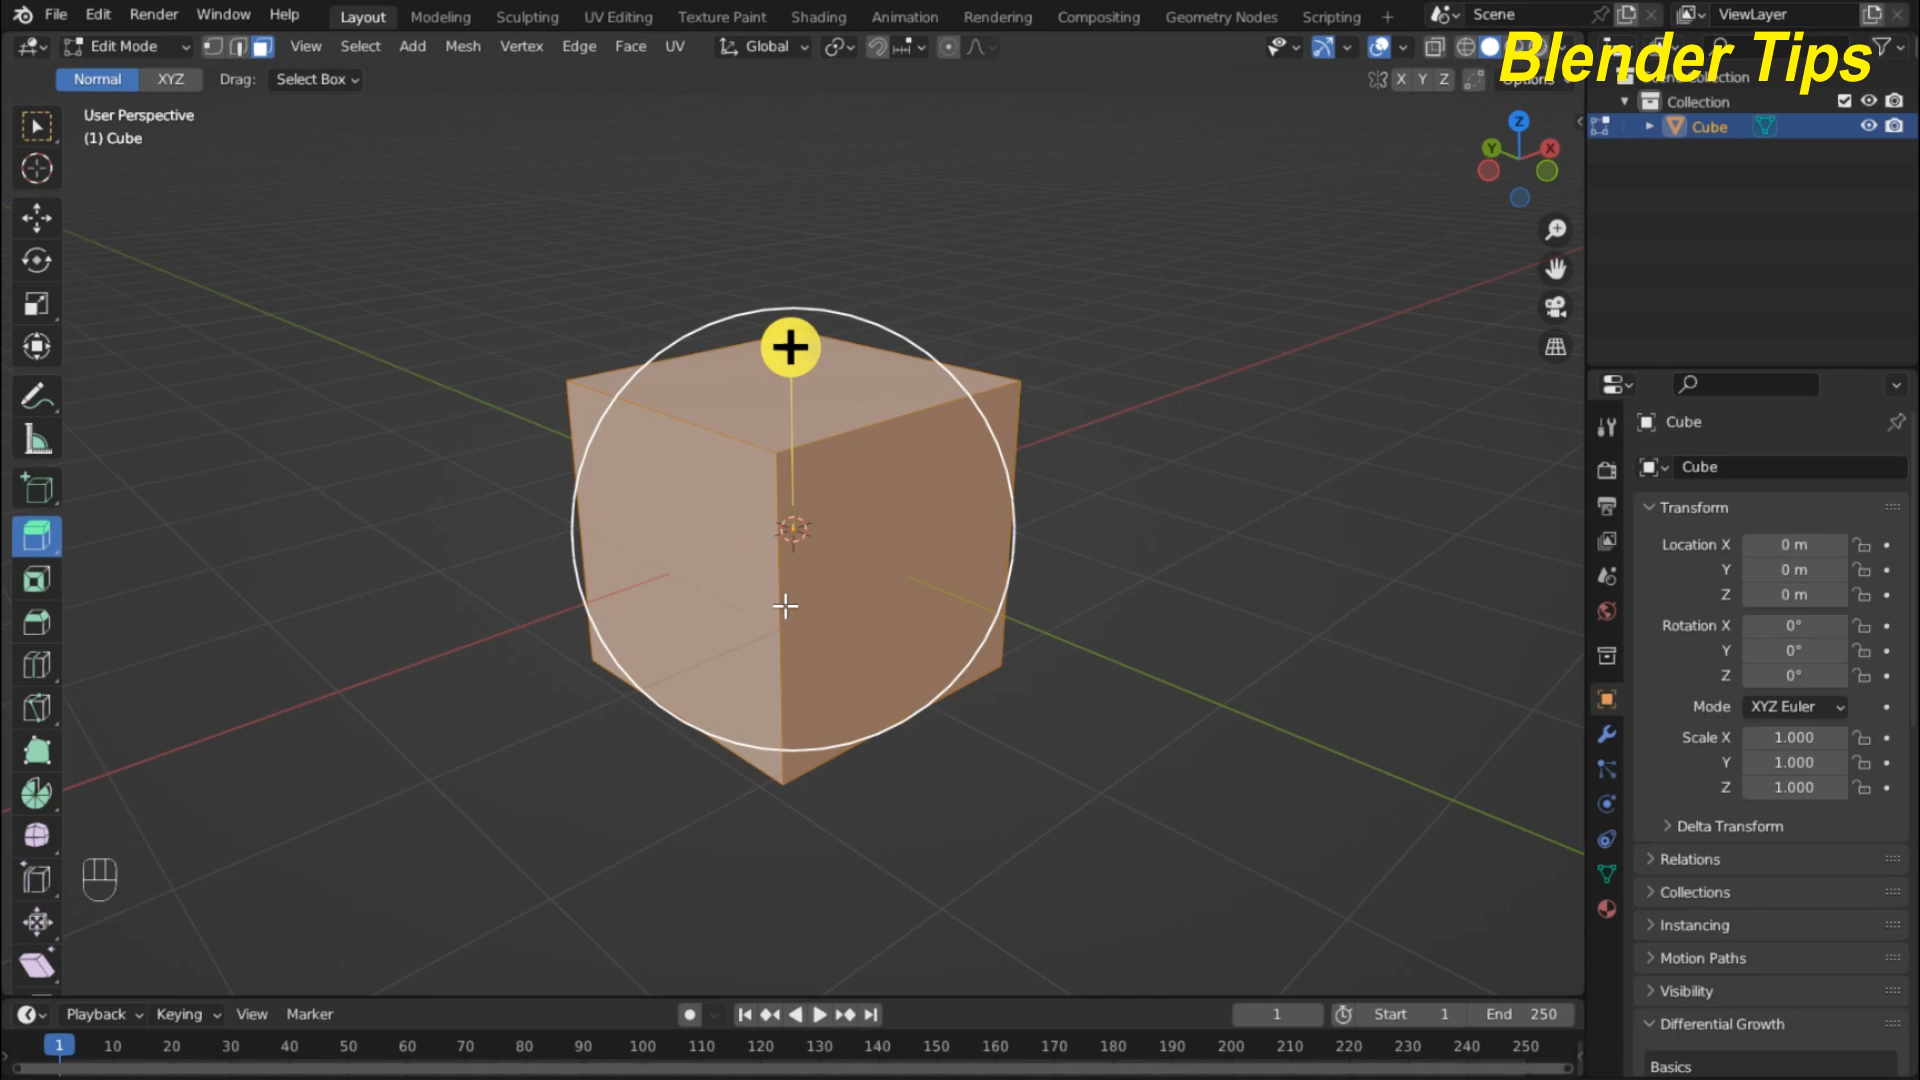 File Edit Render Window Help Layout Modeling Sculpting UV Editing Texture Paint Shading Animation Rendering Compositing Geometry Nodes Scripting + Scene ViewLayer
Edit Mode View Select Add Mesh Vertex Edge Face UV Global
Blender Tips
Normal XYZ Drag: Select Box X Y Z Options
Collection
User Perspective
(1) Cube
Collection
Cube
Z
Y X
Cube
Cube
Transform
Location X 0 m
Y 0 m
Z 0 m
Rotation X 0°
Y 0°
Z 0°
Mode XYZ Euler
Scale X 1.000
Y 1.000
Z 1.000
Delta Transform
Relations
Collections
Instancing
Motion Paths
Visibility
Differential Growth
Basics
Playback Keying View Marker 1 Start 1 End 250
1 10 20 30 40 50 60 70 80 90 100 110 120 130 140 150 160 170 180 190 200 210 220 230 240 250